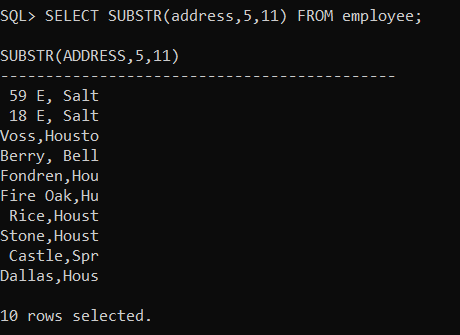 SQL> SELECT SUBSTR(address,5,11) FROM employee;
SUBSTR(ADDRESS,5,11)
--------------------------------------------
 59 E, Salt
 18 E, Salt
Voss,Housto
Berry, Bell
Fondren,Hou
Fire Oak,Hu
 Rice,Houst
Stone,Houst
 Castle,Spr
Dallas,Hous
10 rows selected.